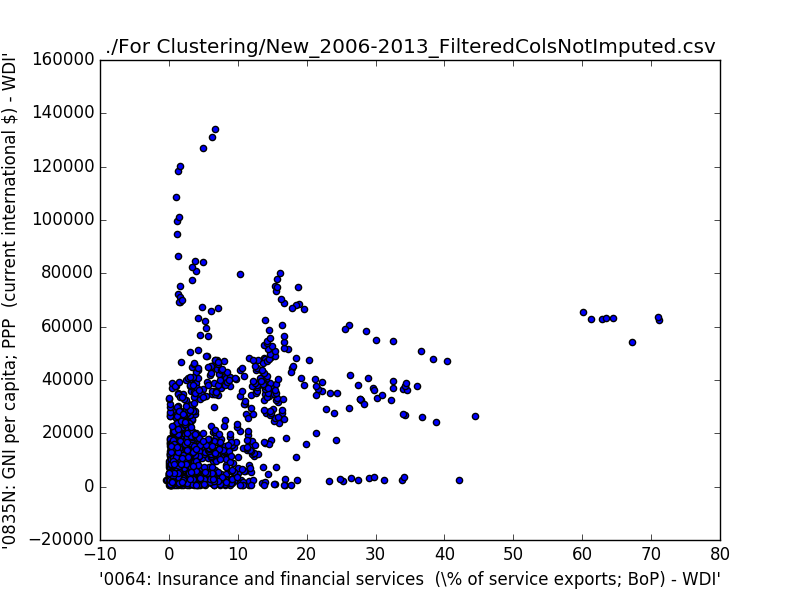 ./For Clustering/New_2006-2013_FilteredColsNotImputed.csv
'0835N: GNI per capita; PPP  (current international $) - WDI'
160000
140000
120000
100000
80000
60000
40000
20000
0
−20000
−10 0 10 20 30 40 50 60 70 80
'0064: Insurance and financial services  (\% of service exports; BoP) - WDI'